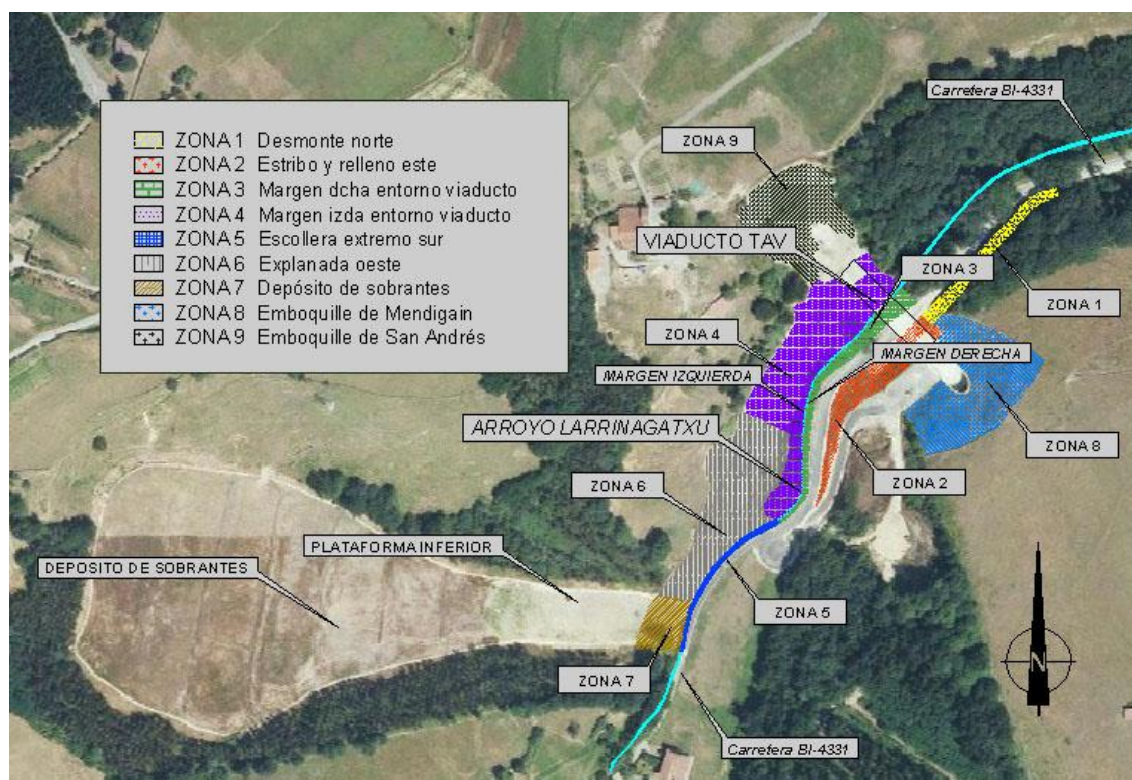 Carretera BI-4331
ZONA 9
ZONA 1 Desmonte norte
ZONA 2 Estribo y relleno este
ZONA 3 Margen dcha entorno viaducto
ZONA 4 Margen izda entorno viaducto
ZONA 5 Escollera extremo sur
ZONA 6 Explanada oeste
ZONA 7 Depósito de sobrantes
ZONA 8 Emboquille de Mendigain
ZONA 9 Emboquille de San Andrés
VIADUCTO TAV
ZONA 3
ZONA 1
ZONA 4
MARGEN DERECHA
MARGEN IZQUIERDA
ARROYO LARRINAGATXU
ZONA 8
ZONA 6
ZONA 2
PLATAFORMA INFERIOR
DEPOSITO DE SOBRANTES
ZONA 5
N
ZONA 7
Carretera BI-4331